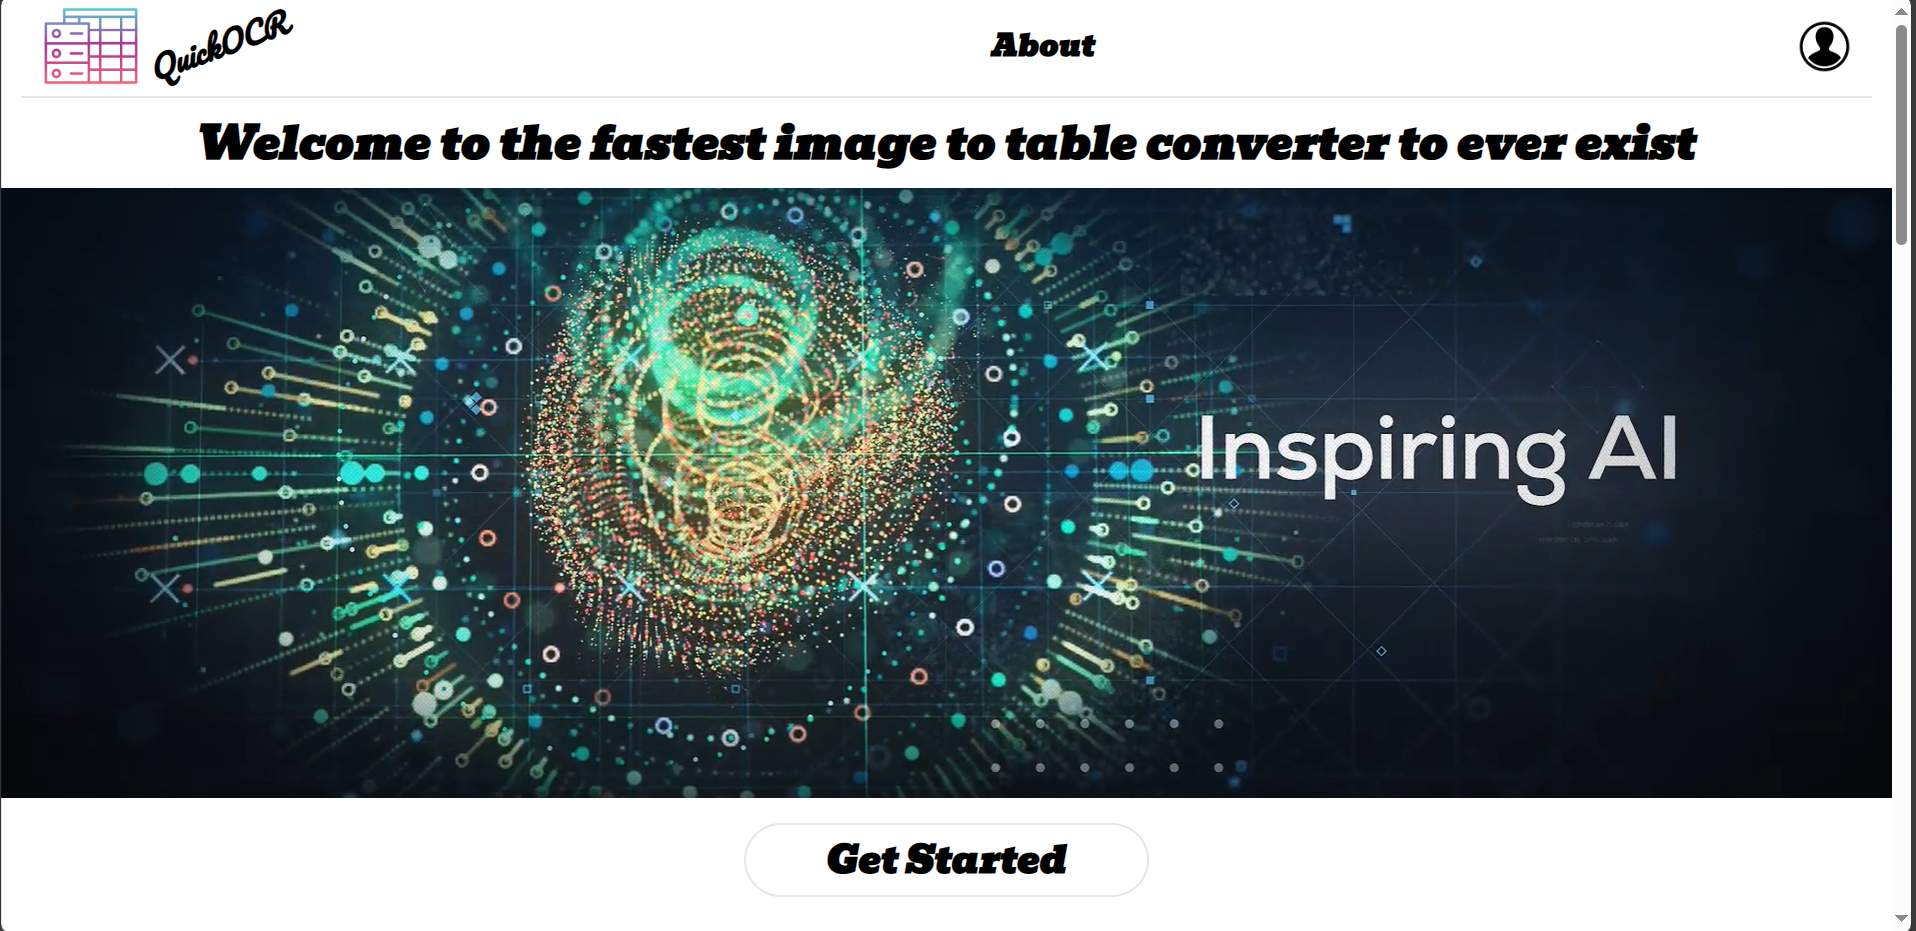 QuickOCR
About
Welcome to the fastest image to table converter to ever exist
Inspiring AI
Get Started